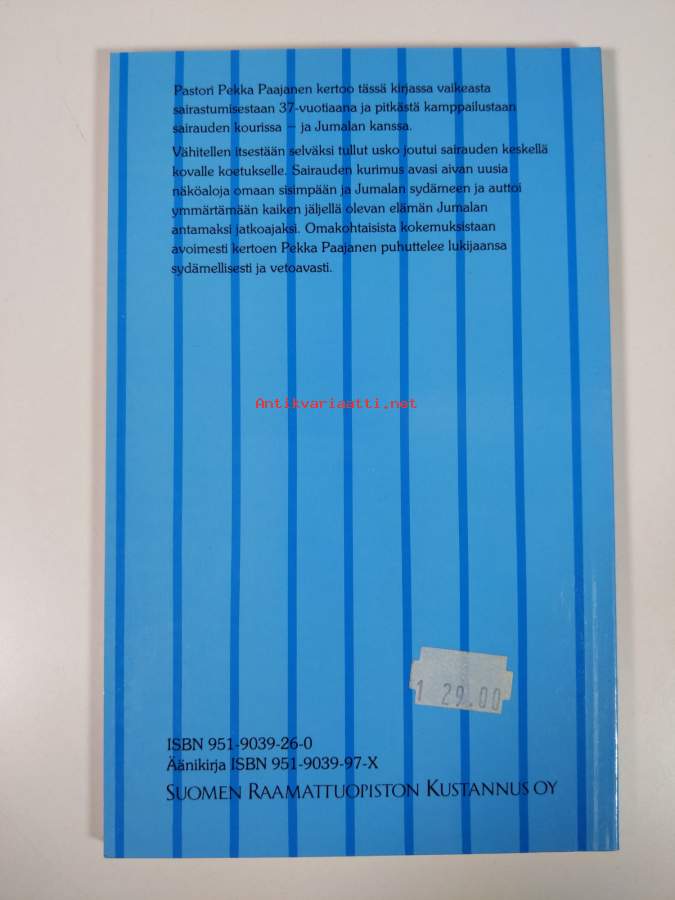 Pastori Pekka Paajanen kertoo tässä kirjassa vaikeasta
sairastumisestaan 37-vuotiaana ja pitkästä kamppailustaan
sairauden kourissa – ja Jumalan kanssa.
Vähitellen itsestään selväksi tullut usko joutui sairauden keskellä
kovalle koetukselle. Sairauden kurimus avasi aivan uusia
näköaloja omaan sisimpään ja Jumalan sydämeen ja auttoi
ymmärtämään kaiken jäljellä olevan elämän Jumalan
antamaksi jatkoajaksi. Omakohtaisista kokemuksistaan
avoimesti kertoen Pekka Paajanen puhuttelee lukijaansa
sydämellisesti ja vetoavasti.
Antikvariaatti.net
1 29.00
ISBN 951-9039-26-0
Äänikirja ISBN 951-9039-97-X
SUOMEN RAAMATTUOPISTON KUSTANNUS OY